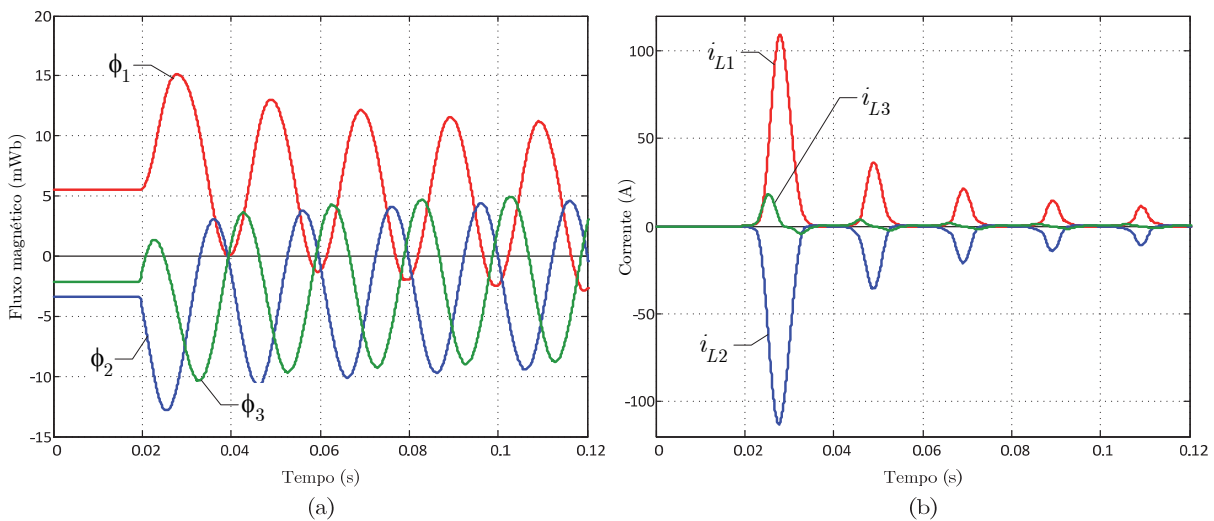 20
15
10
5
0
-5
-10
-15
Fluxo magnético (mWb)
ϕ1
ϕ2
ϕ3
0
0.02
0.04
0.06
0.08
0.1
0.12
Tempo (s)
(a)
100
50
0
-50
-100
Corrente (A)
iL1
iL3
iL2
0
0.02
0.04
0.06
0.08
0.1
0.12
Tempo (s)
(b)